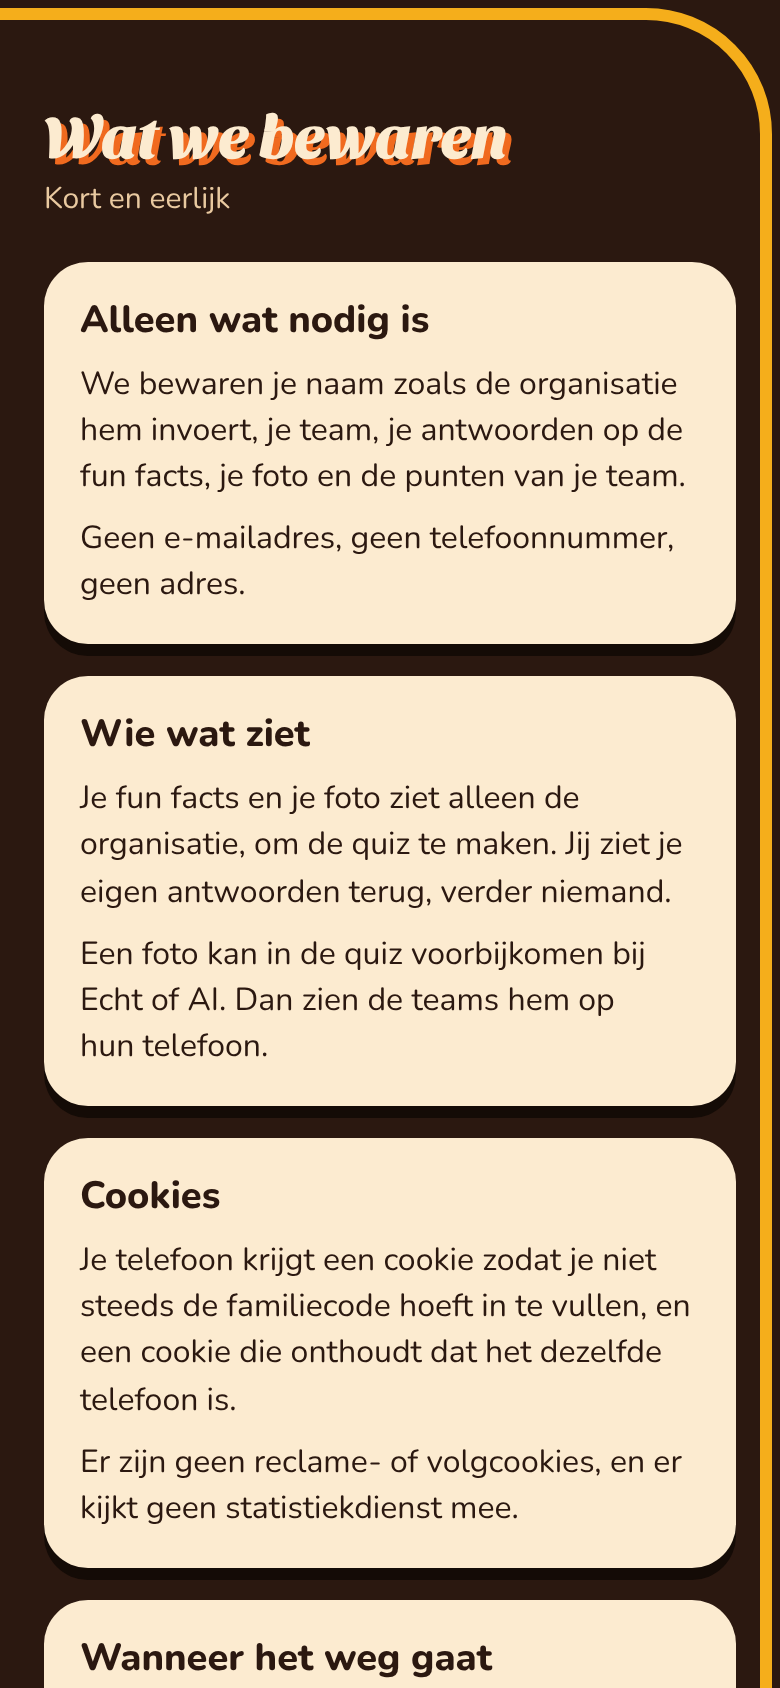 Wat we bewaren
Kort en eerlijk
Alleen wat nodig is
We bewaren je naam zoals de organisatie
hem invoert, je team, je antwoorden op de
fun facts, je foto en de punten van je team.
Geen e-mailadres, geen telefoonnummer,
geen adres.
Wie wat ziet
Je fun facts en je foto ziet alleen de
organisatie, om de quiz te maken. Jij ziet je
eigen antwoorden terug, verder niemand.
Een foto kan in de quiz voorbijkomen bij
Echt of AI. Dan zien de teams hem op
hun telefoon.
Cookies
Je telefoon krijgt een cookie zodat je niet
steeds de familiecode hoeft in te vullen, en
een cookie die onthoudt dat het dezelfde
telefoon is.
Er zijn geen reclame- of volgcookies, en er
kijkt geen statistiekdienst mee.
Wanneer het weg gaat